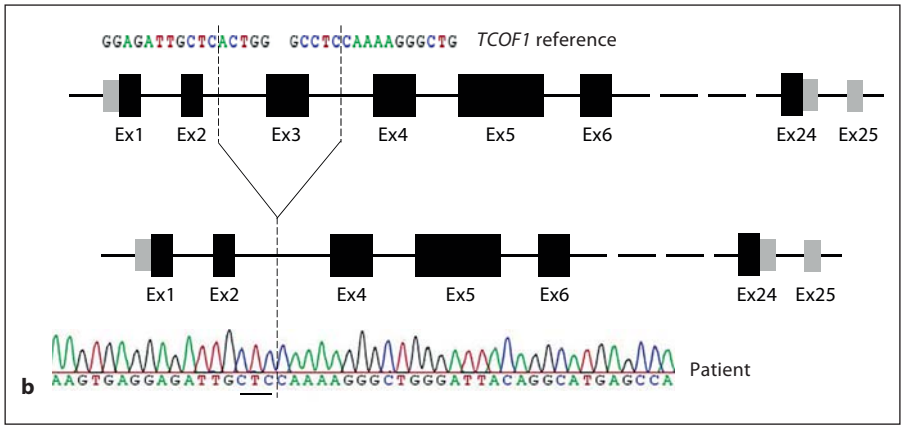 GGAGATTGCTCACTGG GCCTCCAAAAGGGCTG TCOF1 reference
Ex1 Ex2 Ex3 Ex4 Ex5 Ex6 Ex24 Ex25
Ex1 Ex2 Ex4 Ex5 Ex6 Ex24 Ex25
Patient
AAGTGAGGAGATTGCTCCAAAAGGGCTGGGATTACAGGCATGAGCCA
b